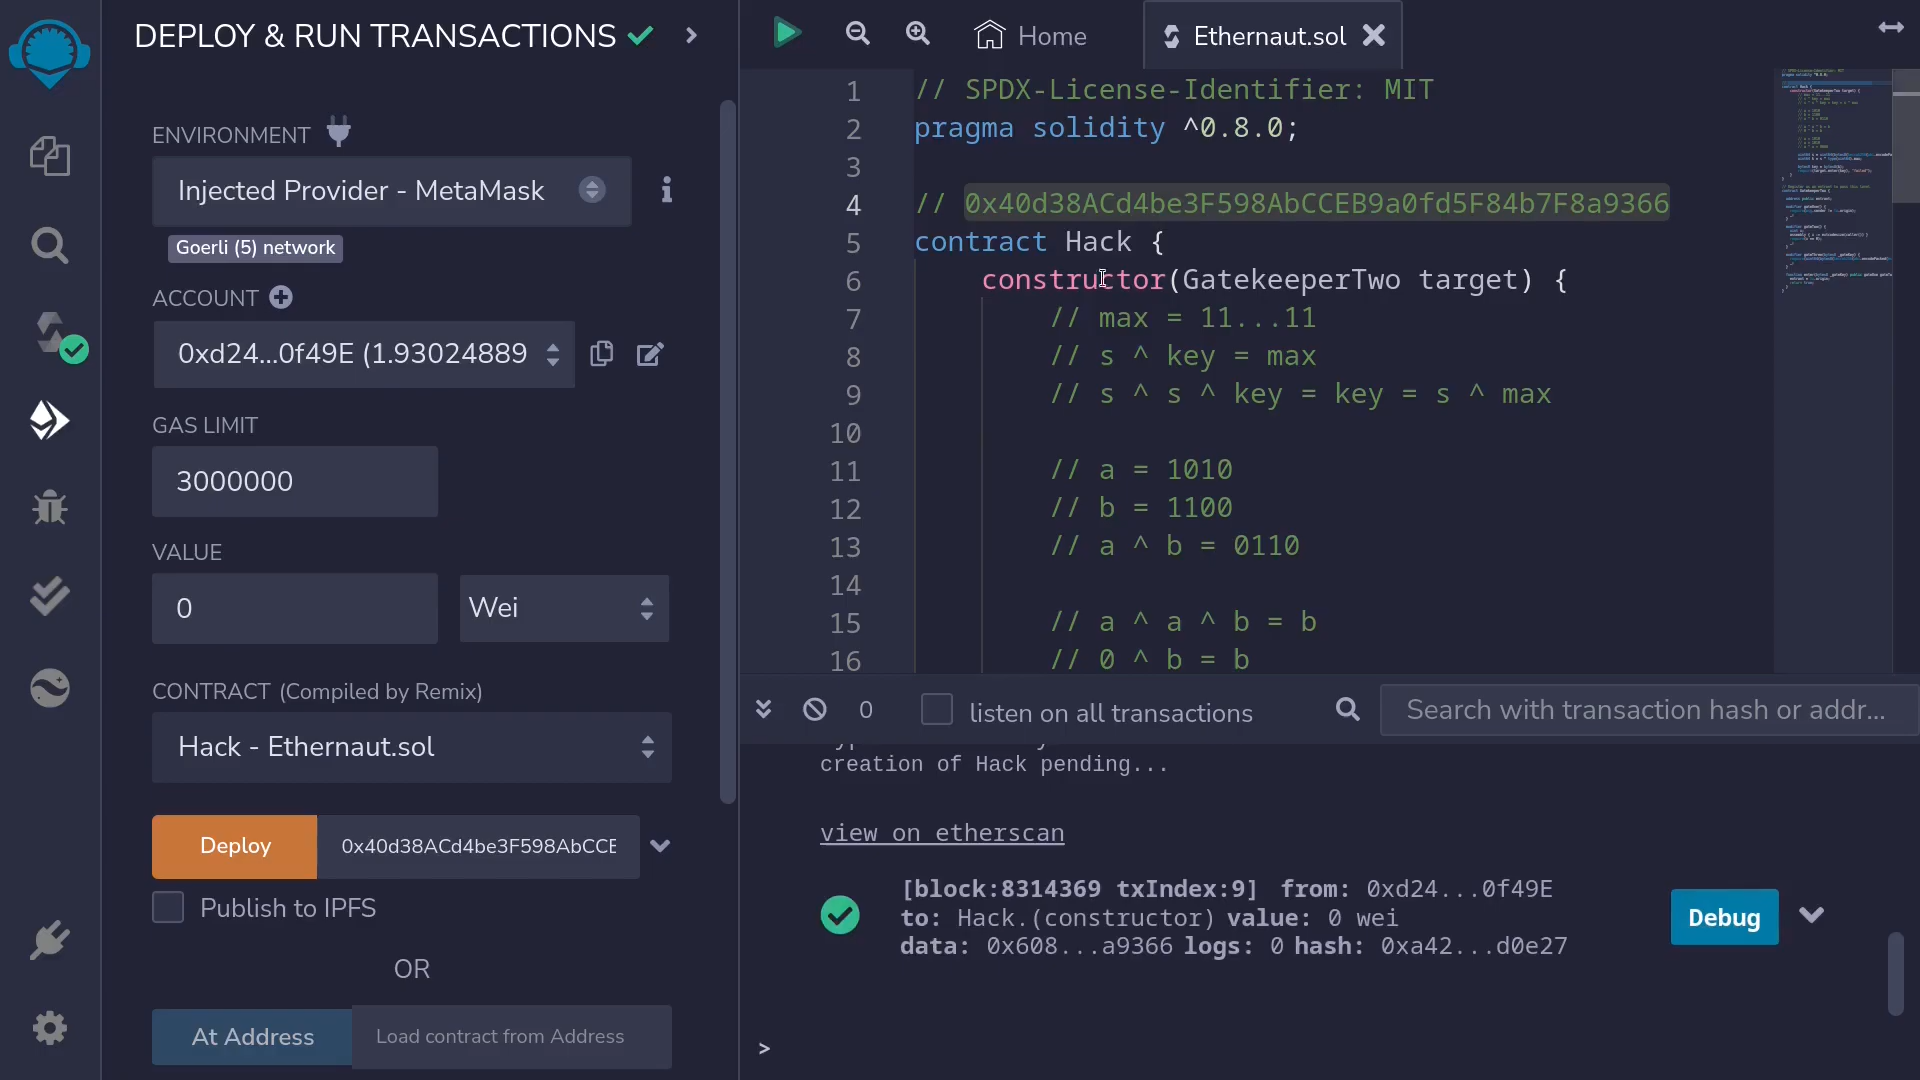 DEPLOY & RUN TRANSACTIONS
ENVIRONMENT
Injected Provider - MetaMask
Goerli (5) network
ACCOUNT
0xd24...0f49E (1.93024889
GAS LIMIT
3000000
VALUE
0
Wei
CONTRACT (Compiled by Remix)
Hack - Ethernaut.sol
Deploy
0x40d38ACd4be3F598AbCCE
Publish to IPFS
OR
At Address
Load contract from Address
Home
Ethernaut.sol
1 // SPDX-License-Identifier: MIT
2 pragma solidity ^0.8.0;
3
4 // 0x40d38ACd4be3F598AbCCEB9a0fd5F84b7F8a9366
5 contract Hack {
6 constructor(GatekeeperTwo target) {
7 // max = 11...11
8 // s ^ key = max
9 // s ^ s ^ key = key = s ^ max
10
11 // a = 1010
12 // b = 1100
13 // a ^ b = 0110
14
15 // a ^ a ^ b = b
16 // 0 ^ b = b
0
listen on all transactions
Search with transaction hash or addr...
creation of Hack pending...
view on etherscan
[block:8314369 txIndex:9] from: 0xd24...0f49E
to: Hack.(constructor) value: 0 wei
data: 0x608...a9366 logs: 0 hash: 0xa42...d0e27
Debug
>